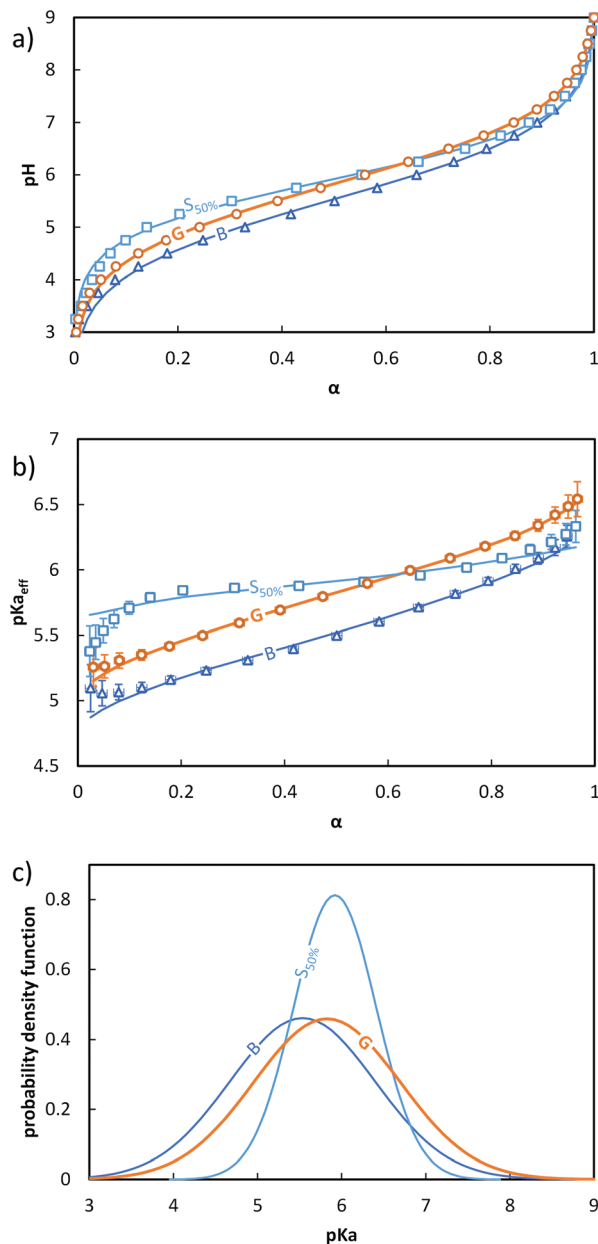 a)
9
8
7
6
5
4
3
pH
S50%
G
B
0 0.2 0.4 0.6 0.8 1
α
b)
7
6.5
6
5.5
5
4.5
pKaeff
S50%
G
B
0 0.2 0.4 0.6 0.8 1
α
c)
0.8
0.6
0.4
0.2
0
probability density function
S50%
B
G
3 4 5 6 7 8 9
pKa